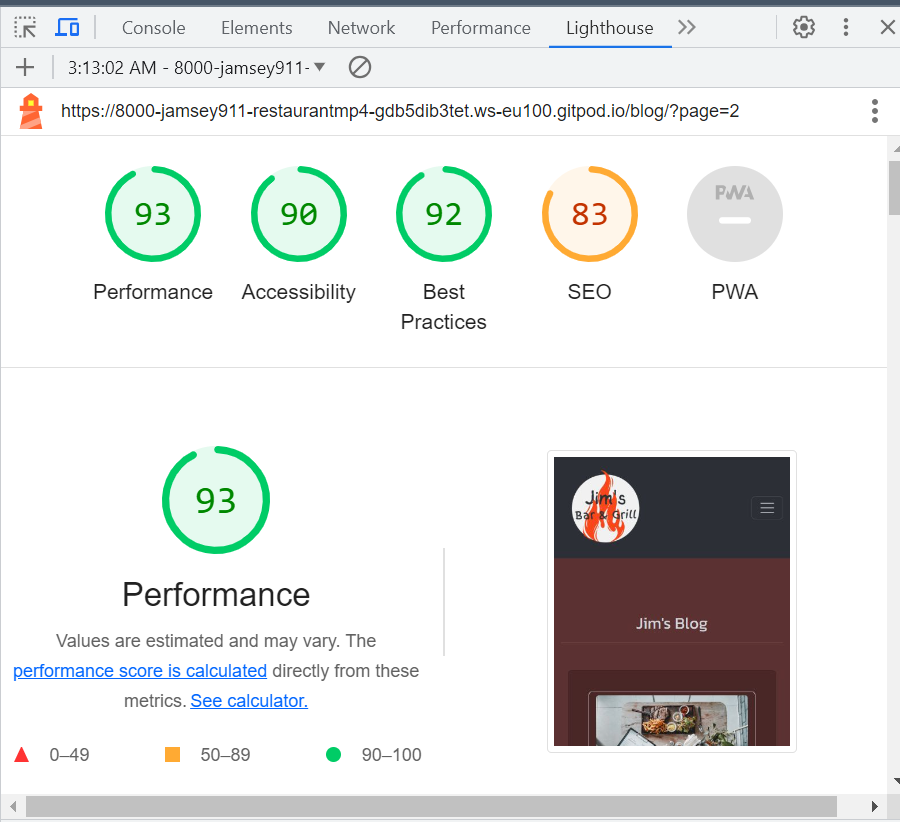 Console Elements Network Performance Lighthouse
3:13:02 AM - 8000-jamsey911-
https://8000-jamsey911-restaurantmp4-gdb5dib3tet.ws-eu100.gitpod.io/blog/?page=2
93 90 92 83 PWA
Performance Accessibility Best Practices SEO PWA
93
Performance
Values are estimated and may vary. The
performance score is calculated directly from these
metrics. See calculator.
0–49 50–89 90–100
Jim's
Bar & Grill
Jim's Blog